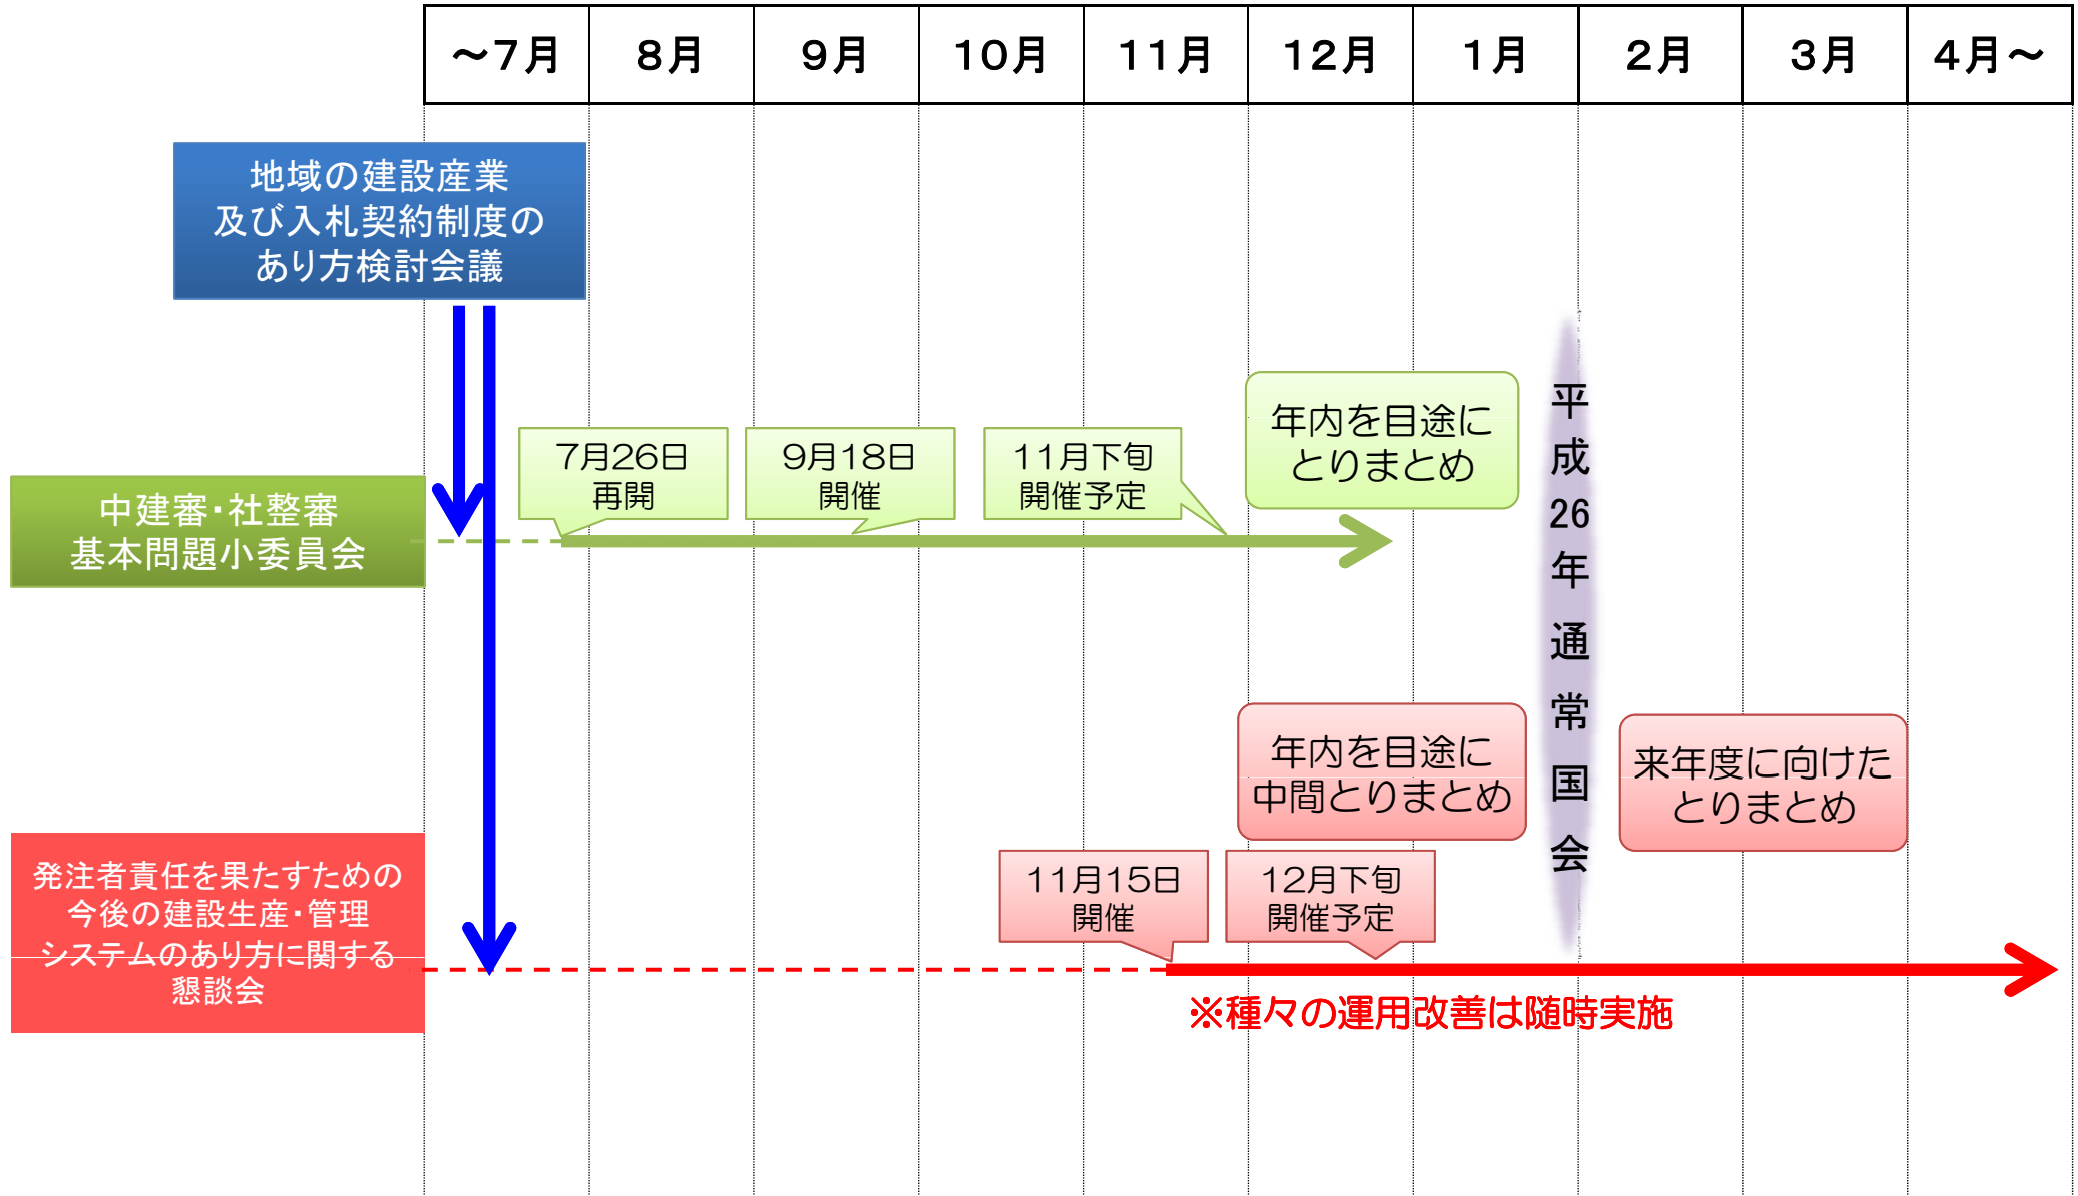 ～7月 8月 9月 10月 11月 12月 1月 2月 3月 4月～
地域の建設産業
及び入札契約制度の
あり方検討会議
中建審・社整審
基本問題小委員会
7月26日
再開
9月18日
開催
11月下旬
開催予定
年内を目途に
とりまとめ
平成26年通常国会
発注者責任を果たすための
今後の建設生産・管理
システムのあり方に関する
懇談会
11月15日
開催
12月下旬
開催予定
年内を目途に
中間とりまとめ
来年度に向けた
とりまとめ
※種々の運用改善は随時実施